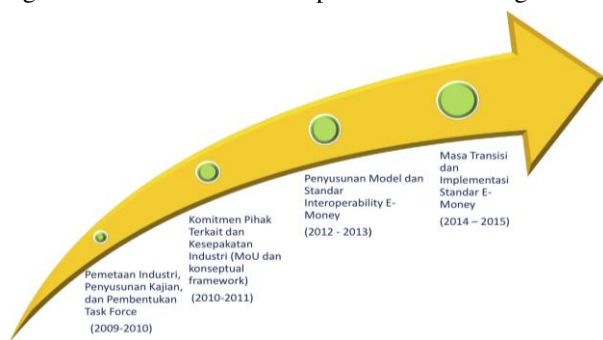 Pemetaan Industri,
Penyusunan Kajian,
dan Pembentukan
Task Force
(2009-2010)
Komitmen Pihak
Terkait dan
Kesepakatan
Industri (MoU dan
konseptual
framework)
(2010-2011)
Penyusunan Model dan
Standar
Interoperability E-
Money
(2012 - 2013)
Masa Transisi
dan
Implementasi
Standar E-
Money
(2014 – 2015)